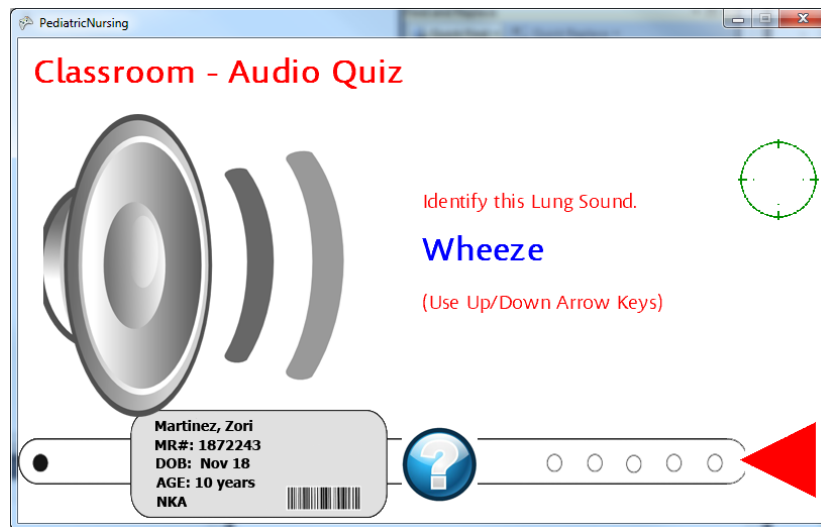 PediatricNursing
Classroom - Audio Quiz
Identify this Lung Sound.
Wheeze
(Use Up/Down Arrow Keys)
Martinez, Zori
MR#: 1872243
DOB: Nov 18
AGE: 10 years
NKA
?